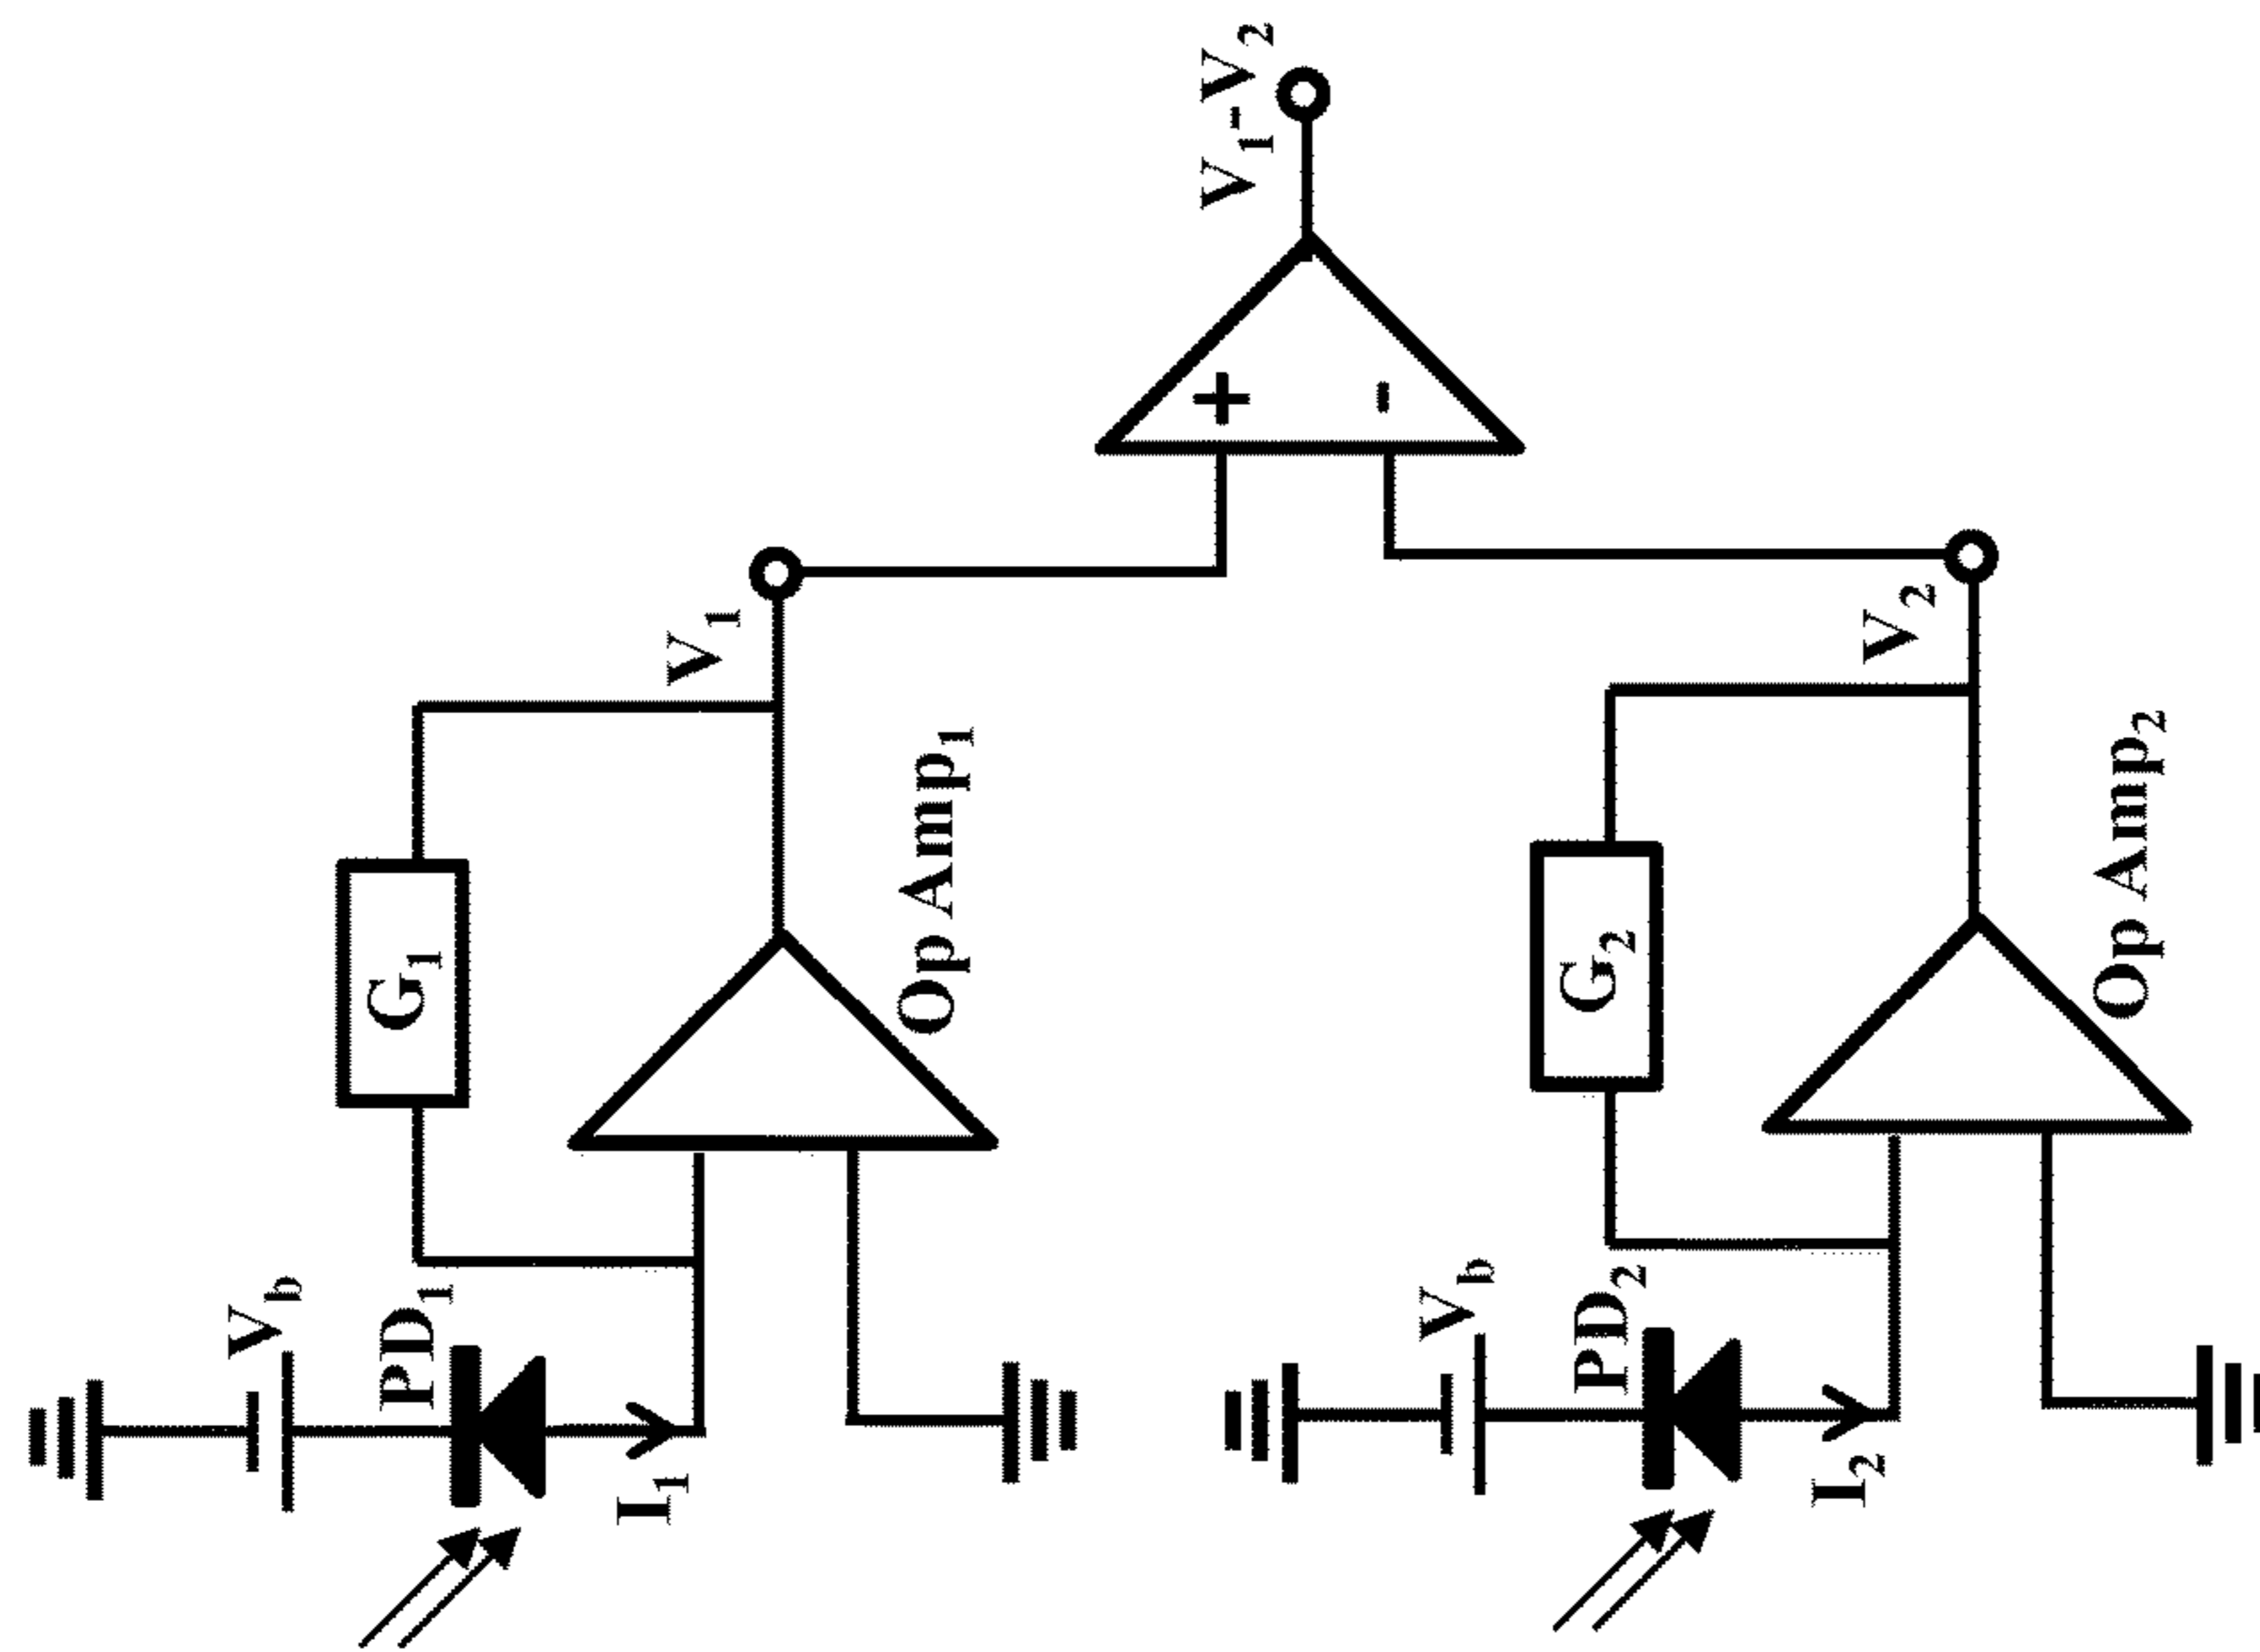 V1-V2
+
-
V1
V2
G1
Op Amp1
G2
Op Amp2
Vb
PD1
I1
Vb
PD2
I2